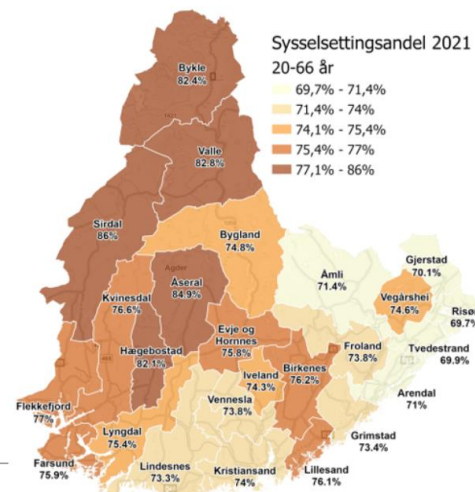 Sysselsettingsandel 2021
20-66 år
69,7% - 71,4%
71,4% - 74%
74,1% - 75,4%
75,4% - 77%
77,1% - 86%
Bykle
82.4%
Valle
82.8%
Sirdal
86%
Bygland
74.8%
Gjerstad
70.1%
Åmli
71.4%
Agder
Åseral
84.9%
Vegårshei
74.6%
Kvinesdal
76.6%
Risø
69.7%
Evje og
Hornnes
75.8%
Froland
73.8%
Tvedestrand
69.9%
Hægebostad
82.1%
Iveland
74.3%
Birkenes
76.2%
Arendal
71%
Vennesla
73.8%
Flekkefjord
77%
Lyngdal
75.4%
Grimstad
73.4%
Farsund
75.9%
Lindesnes
73.3%
Kristiansand
74%
Lillesand
76.1%